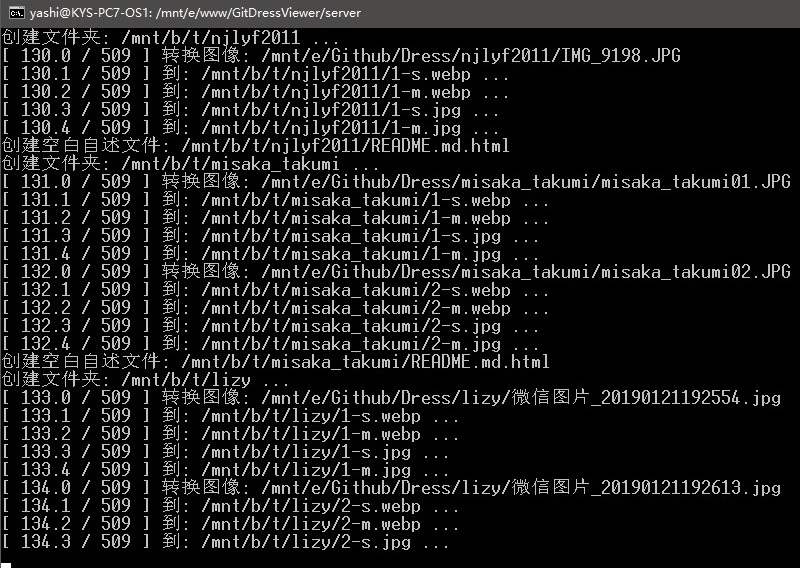 yashi@KYS-PC7-OS1: /mnt/e/www/GitDressViewer/server
创建文件夹: /mnt/b/t/njlyf2011 ...
[ 130.0 / 509 ] 转换图像: /mnt/e/Github/Dress/njlyf2011/IMG_9198.JPG
[ 130.1 / 509 ] 到: /mnt/b/t/njlyf2011/1-s.webp ...
[ 130.2 / 509 ] 到: /mnt/b/t/njlyf2011/1-m.webp ...
[ 130.3 / 509 ] 到: /mnt/b/t/njlyf2011/1-s.jpg ...
[ 130.4 / 509 ] 到: /mnt/b/t/njlyf2011/1-m.jpg ...
创建空白自述文件: /mnt/b/t/njlyf2011/README.md.html
创建文件夹: /mnt/b/t/misaka_takumi ...
[ 131.0 / 509 ] 转换图像: /mnt/e/Github/Dress/misaka_takumi/misaka_takumi01.JPG
[ 131.1 / 509 ] 到: /mnt/b/t/misaka_takumi/1-s.webp ...
[ 131.2 / 509 ] 到: /mnt/b/t/misaka_takumi/1-m.webp ...
[ 131.3 / 509 ] 到: /mnt/b/t/misaka_takumi/1-s.jpg ...
[ 131.4 / 509 ] 到: /mnt/b/t/misaka_takumi/1-m.jpg ...
[ 132.0 / 509 ] 转换图像: /mnt/e/Github/Dress/misaka_takumi/misaka_takumi02.JPG
[ 132.1 / 509 ] 到: /mnt/b/t/misaka_takumi/2-s.webp ...
[ 132.2 / 509 ] 到: /mnt/b/t/misaka_takumi/2-m.webp ...
[ 132.3 / 509 ] 到: /mnt/b/t/misaka_takumi/2-s.jpg ...
[ 132.4 / 509 ] 到: /mnt/b/t/misaka_takumi/2-m.jpg ...
创建空白自述文件: /mnt/b/t/misaka_takumi/README.md.html
创建文件夹: /mnt/b/t/lizy ...
[ 133.0 / 509 ] 转换图像: /mnt/e/Github/Dress/lizy/微信图片_20190121192554.jpg
[ 133.1 / 509 ] 到: /mnt/b/t/lizy/1-s.webp ...
[ 133.2 / 509 ] 到: /mnt/b/t/lizy/1-m.webp ...
[ 133.3 / 509 ] 到: /mnt/b/t/lizy/1-s.jpg ...
[ 133.4 / 509 ] 到: /mnt/b/t/lizy/1-m.jpg ...
[ 134.0 / 509 ] 转换图像: /mnt/e/Github/Dress/lizy/微信图片_20190121192613.jpg
[ 134.1 / 509 ] 到: /mnt/b/t/lizy/2-s.webp ...
[ 134.2 / 509 ] 到: /mnt/b/t/lizy/2-m.webp ...
[ 134.3 / 509 ] 到: /mnt/b/t/lizy/2-s.jpg ...